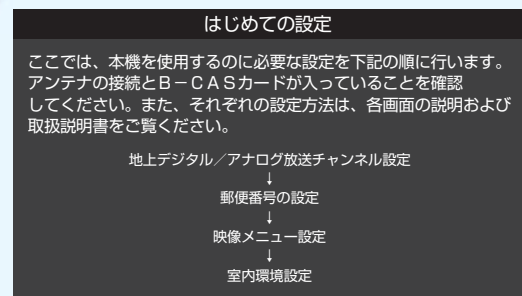 はじめての設定
ここでは、本機を使用するのに必要な設定を下記の順に行います。
アンテナの接続とB－CASカードが入っていることを確認
してください。また、それぞれの設定方法は、各画面の説明および
取扱説明書をご覧ください。
地上デジタル／アナログ放送チャンネル設定
↓
郵便番号の設定
↓
映像メニュー設定
↓
室内環境設定